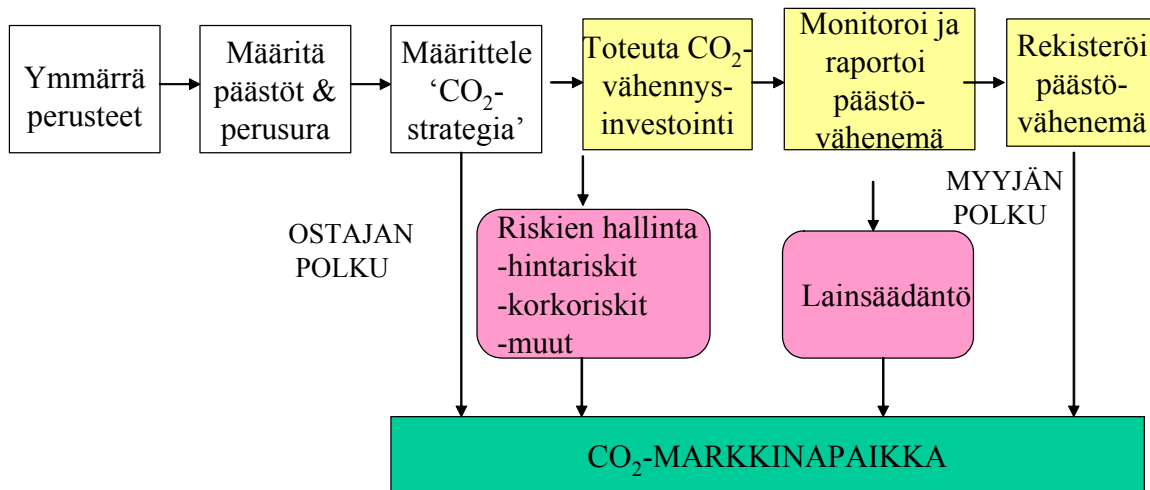 Ymmärrä
perusteet
Määritä
päästöt &
perusura
Määrittele
‘CO₂-
strategia’
Toteuta CO₂-
vähennys-
investointi
Monitoroi ja
raportoi
päästö-
vähenemä
Rekisteröi
päästö-
vähenemä
OSTAJAN
POLKU
Riskien hallinta
-hintariskit
-korkoriskit
-muut
Lainsäädäntö
MYYJÄN
POLKU
CO₂-MARKKINAPAIKKA